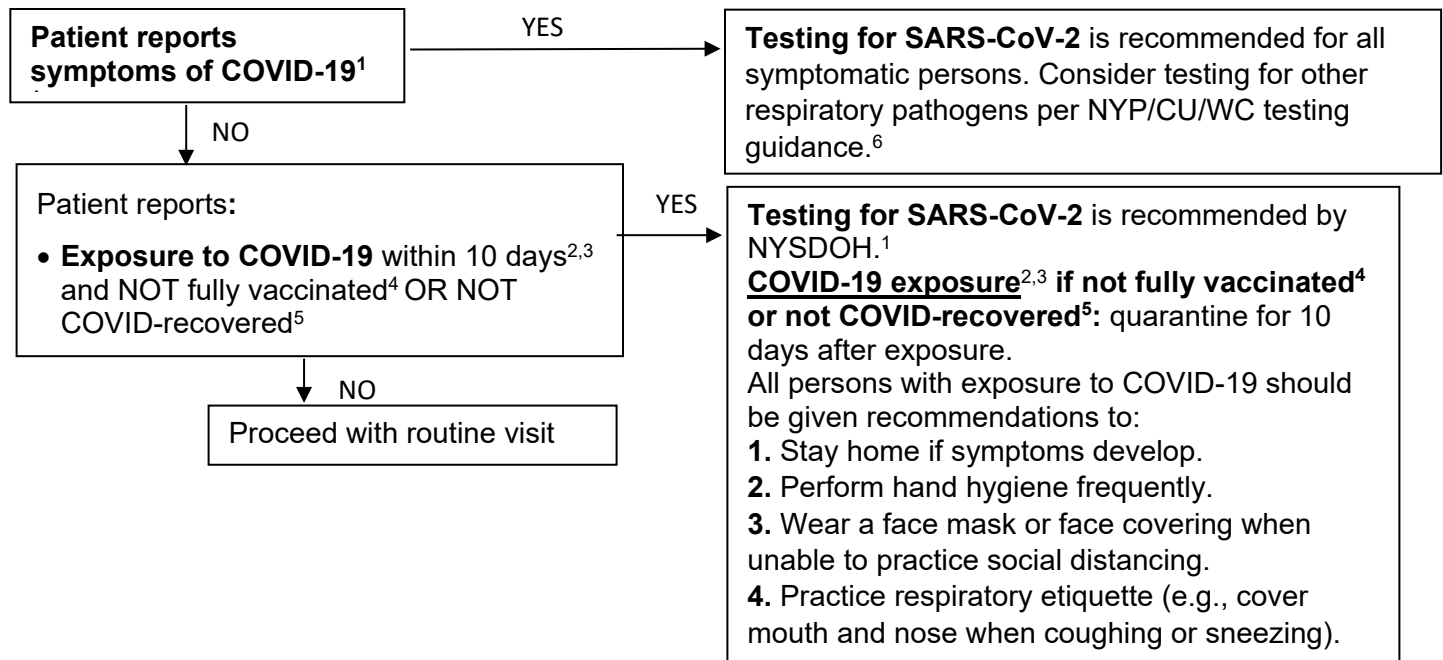 Patient reports
symptoms of COVID-19¹
YES
Testing for SARS-CoV-2 is recommended for all
symptomatic persons. Consider testing for other
respiratory pathogens per NYP/CU/WC testing
guidance.⁶
NO
Patient reports:
• Exposure to COVID-19 within 10 days²,³
and NOT fully vaccinated⁴ OR NOT
COVID-recovered⁵
YES
Testing for SARS-CoV-2 is recommended by
NYSDOH.¹
COVID-19 exposure²,³ if not fully vaccinated⁴
or not COVID-recovered⁵: quarantine for 10
days after exposure.
All persons with exposure to COVID-19 should
be given recommendations to:
1. Stay home if symptoms develop.
2. Perform hand hygiene frequently.
3. Wear a face mask or face covering when
unable to practice social distancing.
4. Practice respiratory etiquette (e.g., cover
mouth and nose when coughing or sneezing).
NO
Proceed with routine visit